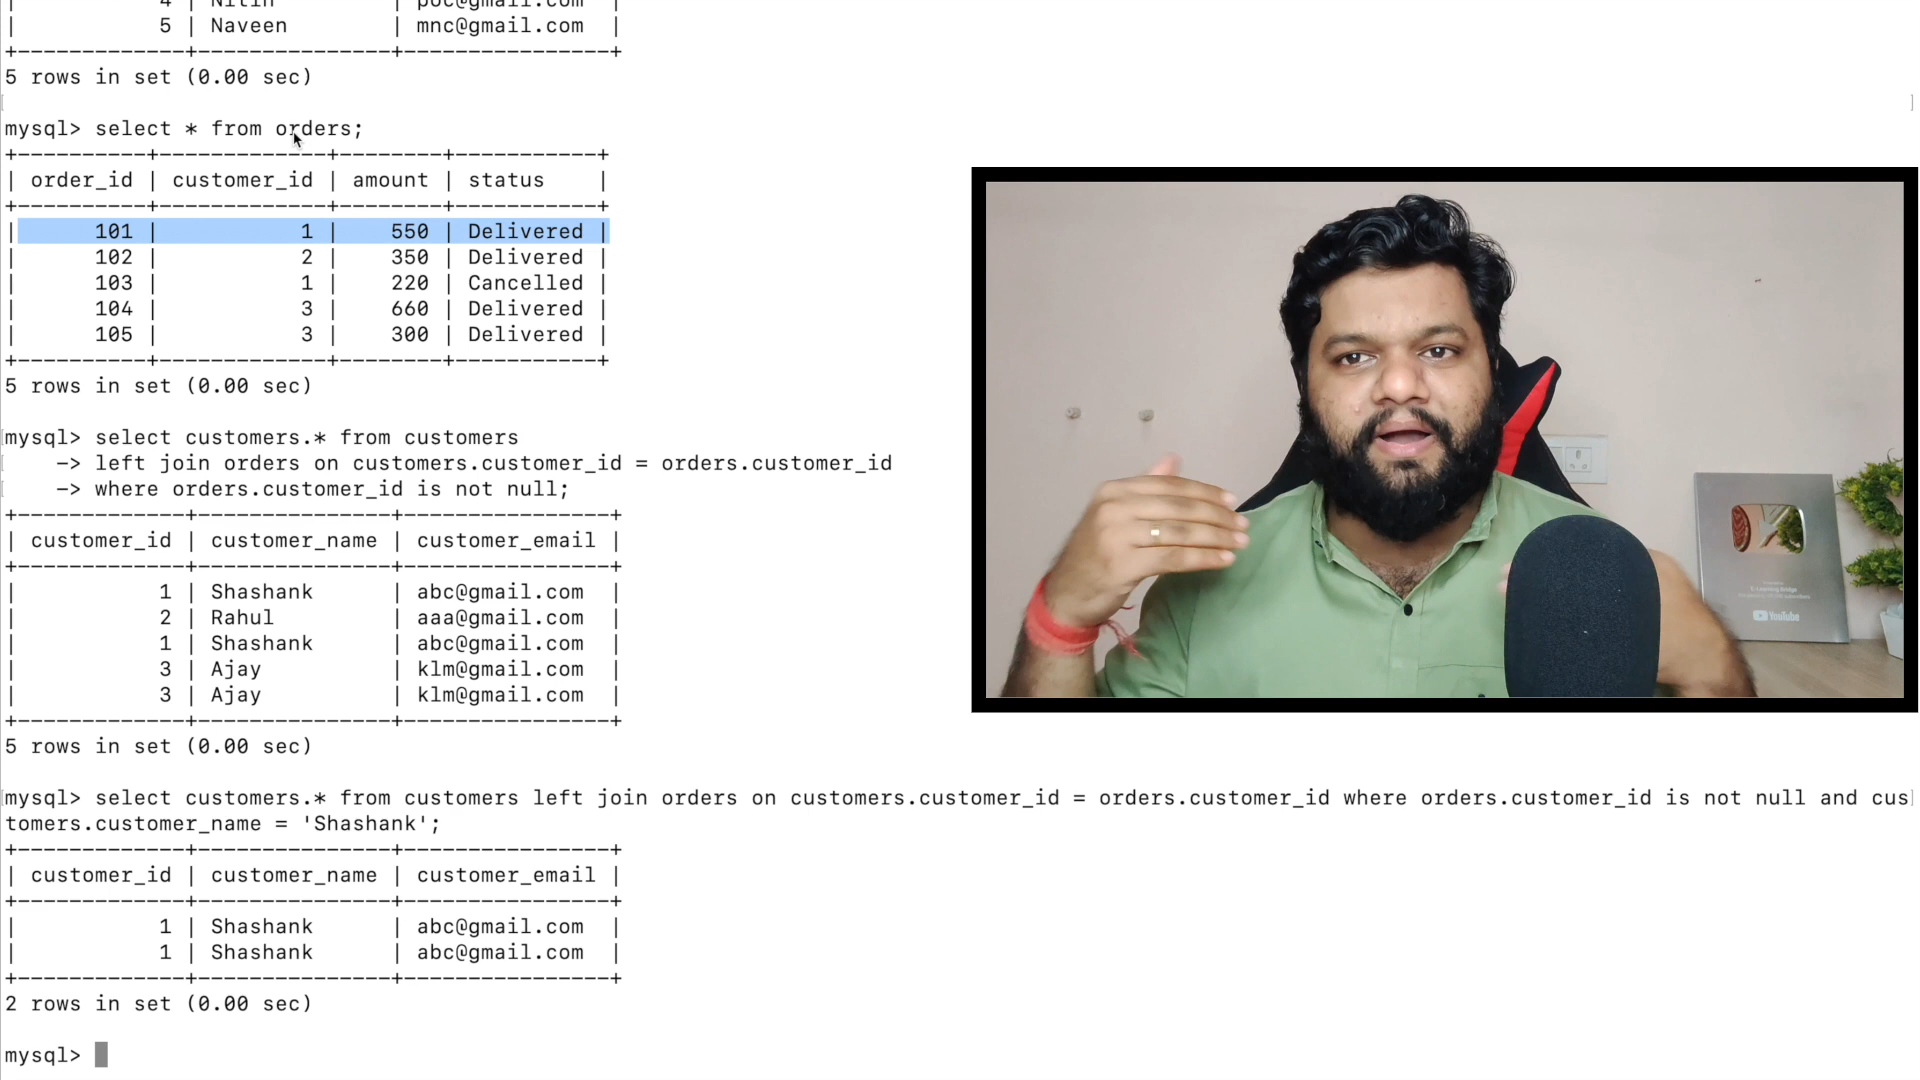 |           4 | Nitin         | poc@gmail.com  |
|           5 | Naveen        | mnc@gmail.com  |
+-------------+---------------+----------------+
5 rows in set (0.00 sec)
mysql> select * from orders;
+----------+-------------+--------+-----------+
| order_id | customer_id | amount | status    |
+----------+-------------+--------+-----------+
|      101 |           1 |    550 | Delivered |
|      102 |           2 |    350 | Delivered |
|      103 |           1 |    220 | Cancelled |
|      104 |           3 |    660 | Delivered |
|      105 |           3 |    300 | Delivered |
+----------+-------------+--------+-----------+
5 rows in set (0.00 sec)
mysql> select customers.* from customers
    -> left join orders on customers.customer_id = orders.customer_id
    -> where orders.customer_id is not null;
+-------------+---------------+----------------+
| customer_id | customer_name | customer_email |
+-------------+---------------+----------------+
|           1 | Shashank      | abc@gmail.com  |
|           2 | Rahul         | aaa@gmail.com  |
|           1 | Shashank      | abc@gmail.com  |
|           3 | Ajay          | klm@gmail.com  |
|           3 | Ajay          | klm@gmail.com  |
+-------------+---------------+----------------+
5 rows in set (0.00 sec)
mysql> select customers.* from customers left join orders on customers.customer_id = orders.customer_id where orders.customer_id is not null and cus
tomers.customer_name = 'Shashank';
+-------------+---------------+----------------+
| customer_id | customer_name | customer_email |
+-------------+---------------+----------------+
|           1 | Shashank      | abc@gmail.com  |
|           1 | Shashank      | abc@gmail.com  |
+-------------+---------------+----------------+
2 rows in set (0.00 sec)
mysql>
E-Learning Bridge
YouTube